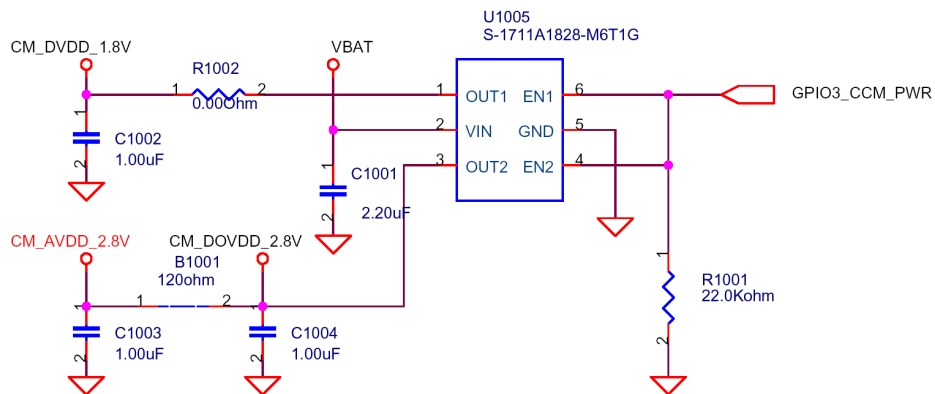 U1005
S-1711A1828-M6T1G
CM_DVDD_1.8V
VBAT
R1002
1
2
0.00Ohm
1
OUT1
EN1
6
GPIO3_CCM_PWR
2
VIN
GND
5
3
OUT2
EN2
4
1
C1002
1.00uF
2
1
C1001
2.20uF
2
CM_AVDD_2.8V
CM_DOVDD_2.8V
B1001
120ohm
1
2
1
C1003
1.00uF
2
1
C1004
1.00uF
2
1
R1001
22.0Kohm
2